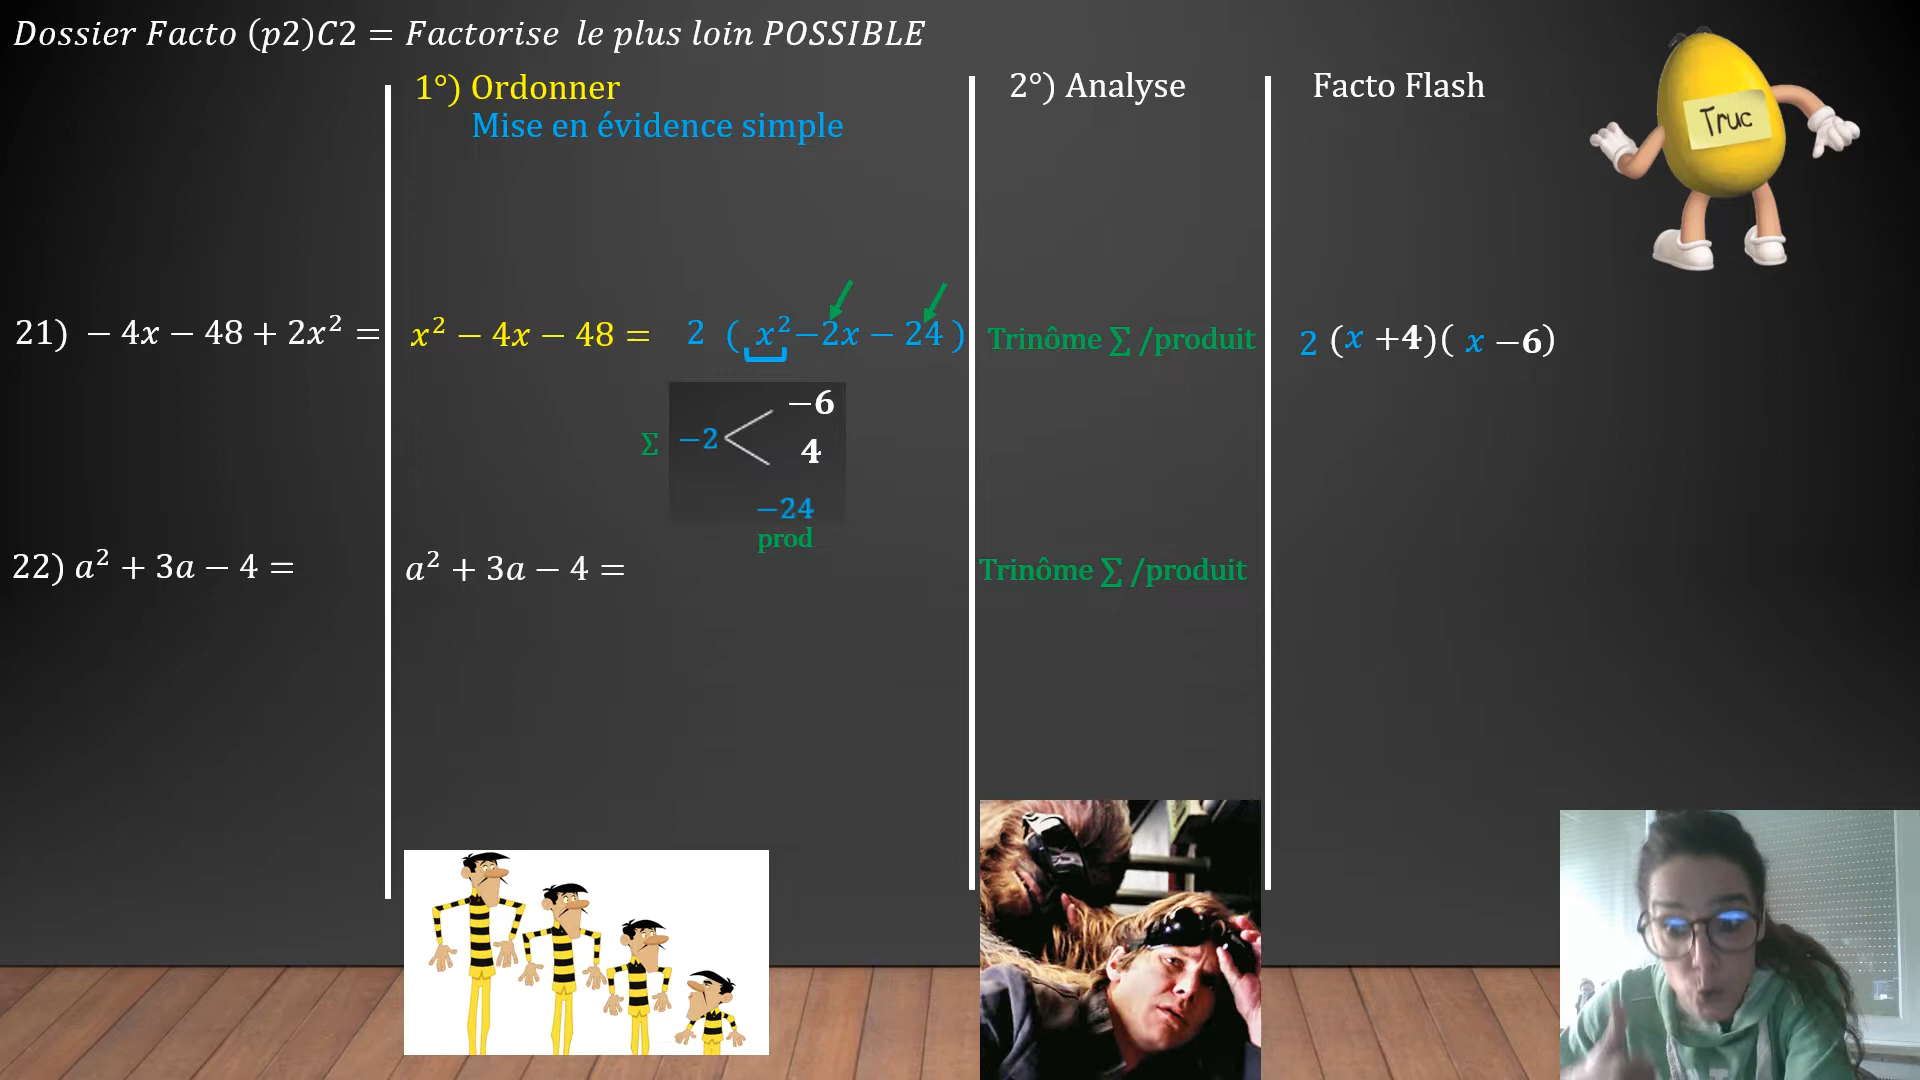 Dossier Facto (p2)C2 = Factorise le plus loin POSSIBLE
1°) Ordonner
Mise en évidence simple
2°) Analyse
Facto Flash
Truc
21) − 4x − 48 + 2x² =
x² − 4x − 48 =
2 ( x² −2x − 24 )
Trinôme ∑ /produit
2 (x +4)( x −6)
−6
Σ −2
4
−24
prod
22) a² + 3a − 4 =
a² + 3a − 4 =
Trinôme ∑ /produit